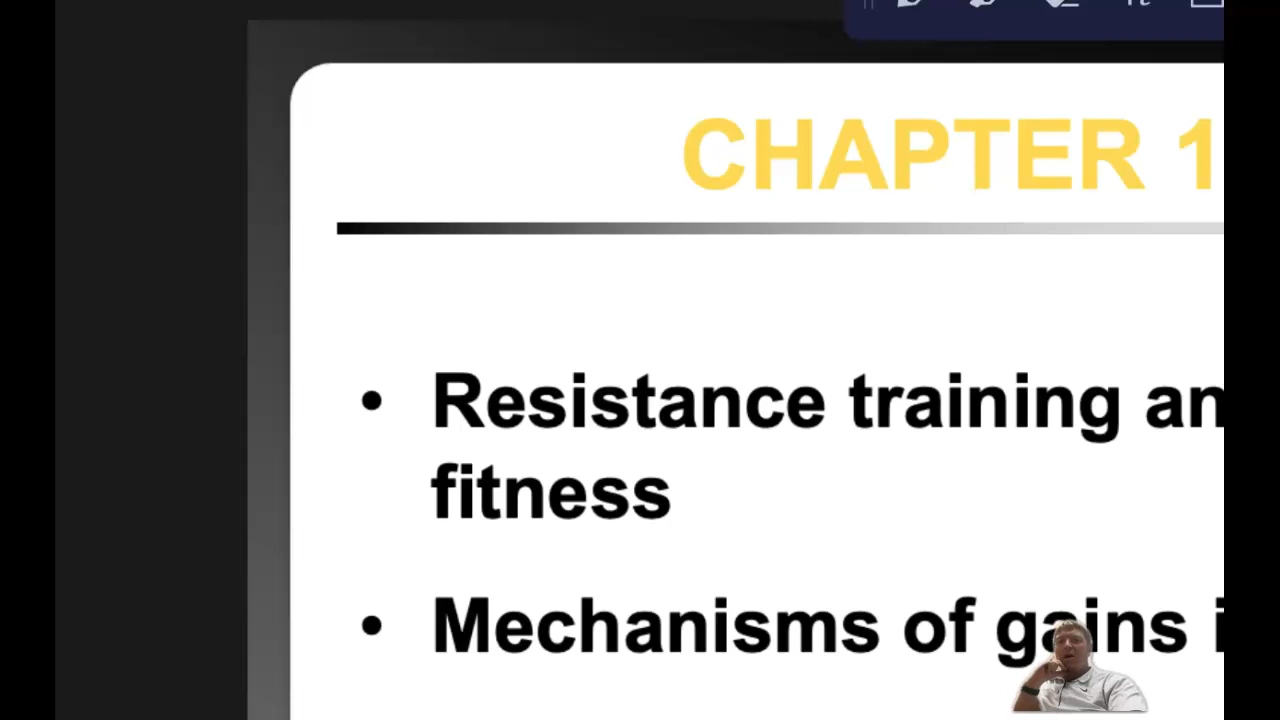 CHAPTER 1
• Resistance training an
fitness
• Mechanisms of gains i